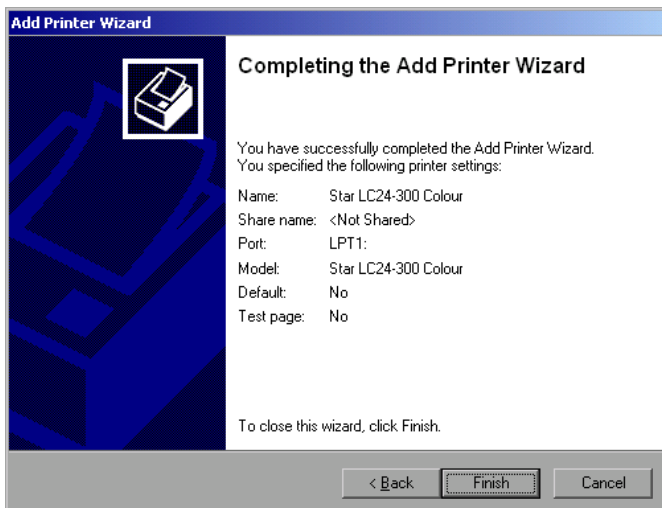 Add Printer Wizard
Completing the Add Printer Wizard
You have successfully completed the Add Printer Wizard.
You specified the following printer settings:
Name: Star LC24-300 Colour
Share name: <Not Shared>
Port: LPT1:
Model: Star LC24-300 Colour
Default: No
Test page: No
To close this wizard, click Finish.
< Back Finish Cancel